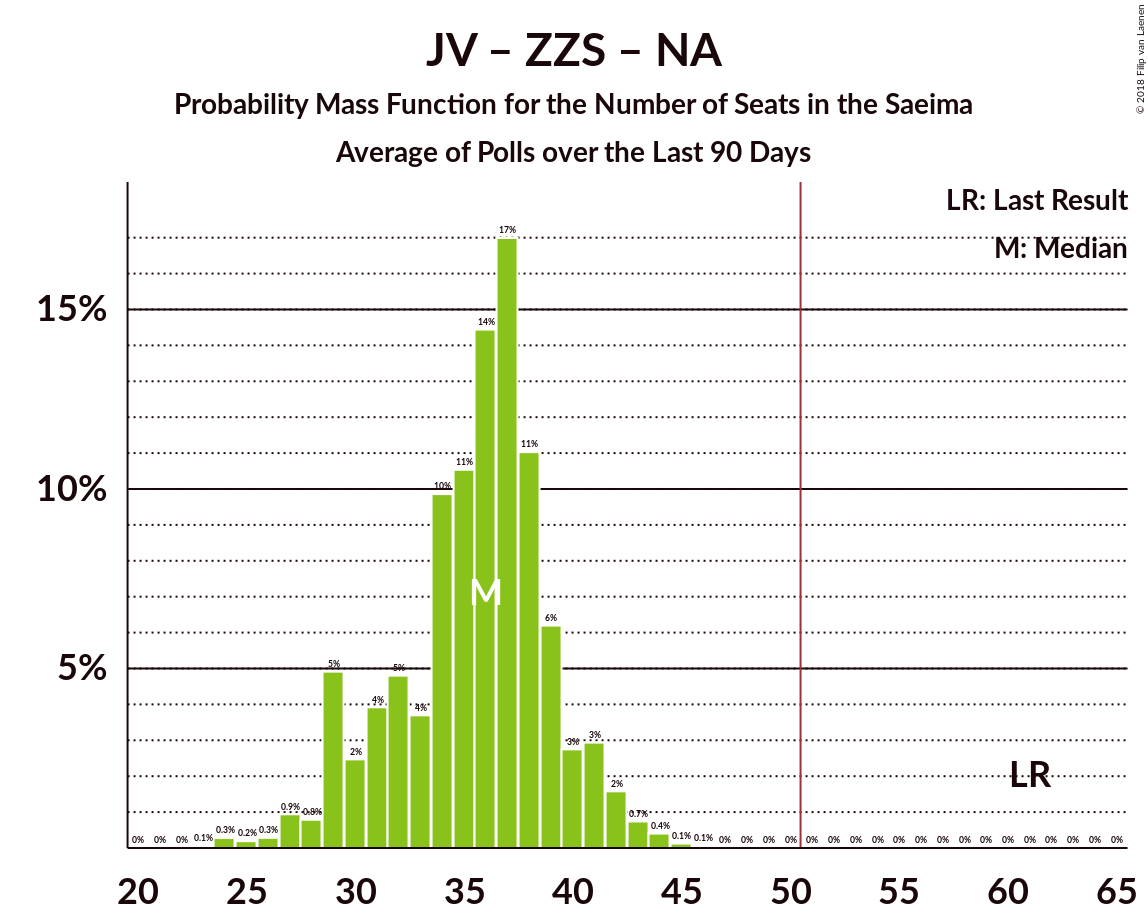 JV – ZZS – NA
Probability Mass Function for the Number of Seats in the Saeima
Average of Polls over the Last 90 Days
© 2018 Filip van Laenen
LR: Last Result
M: Median
15%
10%
5%
0% 0% 0% 0.1% 0.3% 0.2% 0.3% 0.9% 0.8% 5% 2% 4% 5% 4% 10% 11% 14% 17% 11% 6% 3% 3% 2% 0.7% 0.4% 0.1% 0.1% 0% 0% 0% 0% 0% 0% 0% 0% 0% 0% 0% 0% 0% 0% 0% 0% 0% 0% 0%
M
LR
20 25 30 35 40 45 50 55 60 65